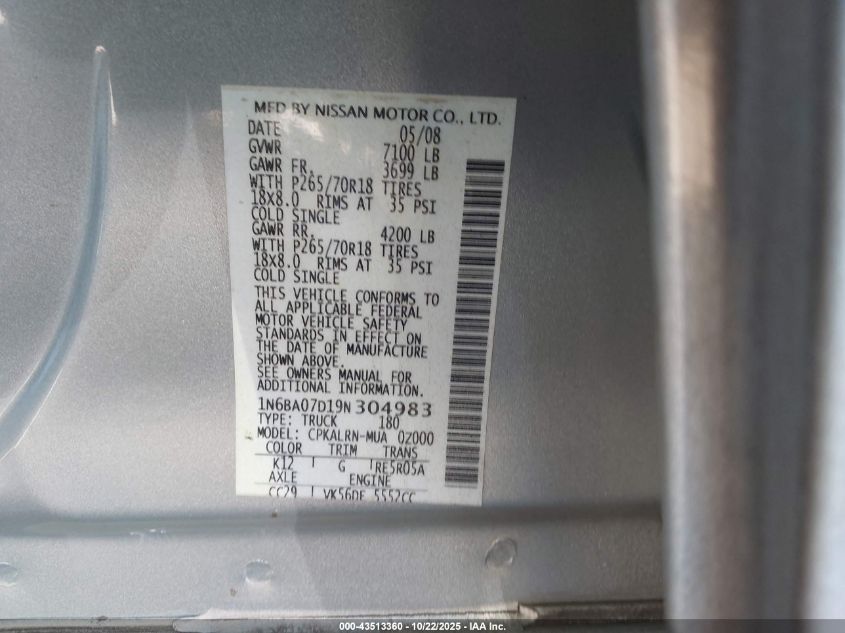 MFD BY NISSAN MOTOR CO., LTD.
DATE 05/08
GVWR 7100 LB
GAWR FR. 3699 LB
WITH P265/70R18 TIRES
18X8.0 RIMS AT 35 PSI
COLD SINGLE
GAWR RR. 4200 LB
WITH P265/70R18 TIRES
18X8.0 RIMS AT 35 PSI
COLD SINGLE
THIS VEHICLE CONFORMS TO
ALL APPLICABLE FEDERAL
MOTOR VEHICLE SAFETY
STANDARDS IN EFFECT ON
THE DATE OF MANUFACTURE
SHOWN ABOVE.
SEE OWNERS MANUAL FOR
ADDITIONAL INFORMATION.
1N6BA07D19N304983
TYPE: TRUCK 180
MODEL: CPKALRN-MUA 0Z000
COLOR TRIM TRANS
K12 G RE5R05A
AXLE ENGINE
CC29 VK56DE 5552CC
000-43513360 - 10/22/2025 - IAA Inc.